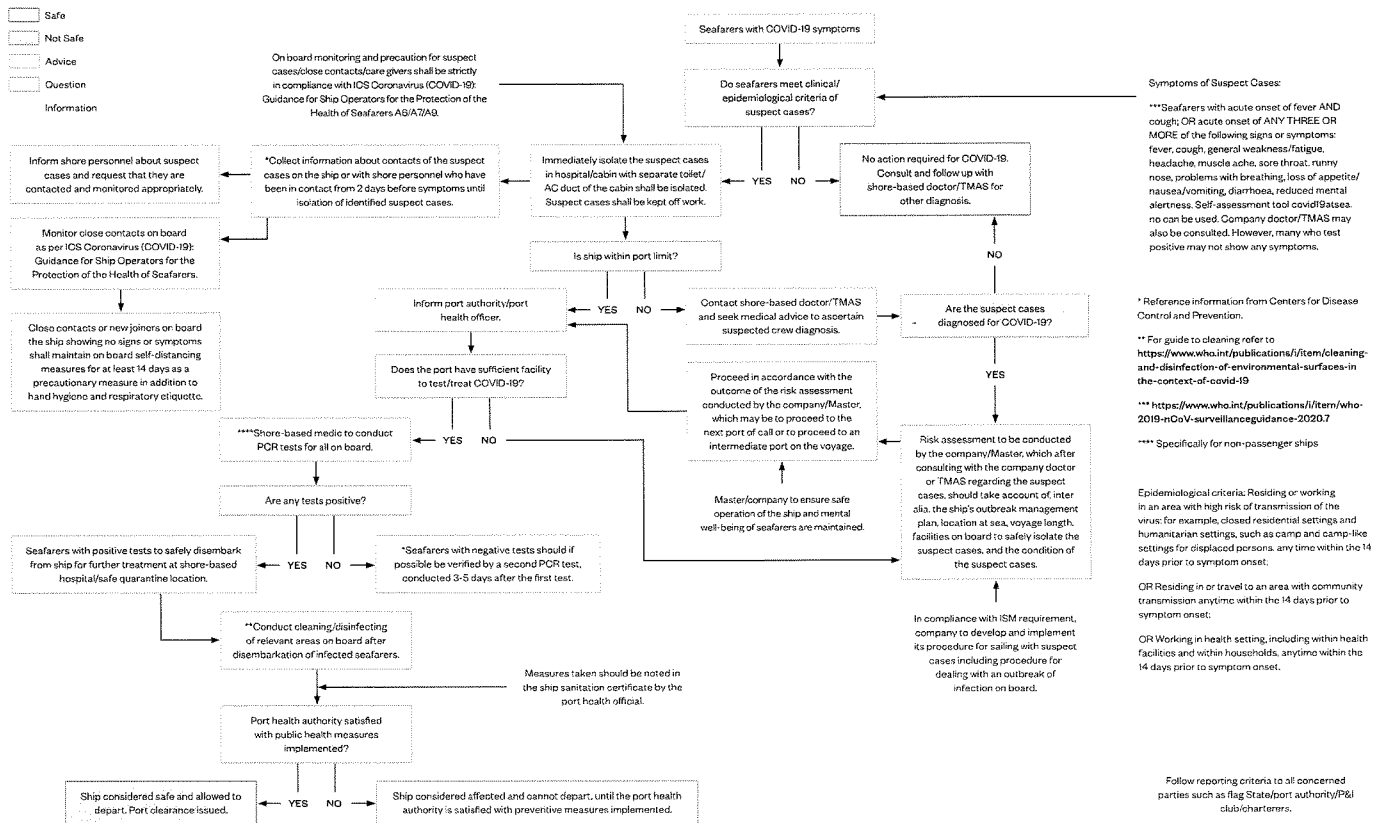 Safe
Not Safe
Advice
Question
Information
On board monitoring and precaution for suspect
cases/close contacts/care givers shall be strictly
in compliance with ICS Coronavirus (COVID-19):
Guidance for Ship Operators for the Protection of the
Health of Seafarers A6/A7/A9.
Seafarers with COVID-19 symptoms
Do seafarers meet clinical/
epidemiological criteria of
suspect cases?
YES
NO
No action required for COVID-19.
Consult and follow up with
shore-based doctor/TMAS for
other diagnosis.
Immediately isolate the suspect cases
in hospital/cabin with separate toilet/
AC duct of the cabin shall be isolated.
Suspect cases shall be kept off work.
*Collect information about contacts of the suspect
cases on the ship or with shore personnel who have
been in contact from 2 days before symptoms until
isolation of identified suspect cases.
Inform shore personnel about suspect
cases and request that they are
contacted and monitored appropriately.
Monitor close contacts on board
as per ICS Coronavirus (COVID-19):
Guidance for Ship Operators for the
Protection of the Health of Seafarers.
Close contacts or new joiners on board
the ship showing no signs or symptoms
shall maintain on board self-distancing
measures for at least 14 days as a
precautionary measure in addition to
hand hygiene and respiratory etiquette.
Is ship within port limit?
YES
NO
Inform port authority/port
health officer.
Contact shore-based doctor/TMAS
and seek medical advice to ascertain
suspected crew diagnosis.
Are the suspect cases
diagnosed for COVID-19?
NO
YES
Does the port have sufficient facility
to test/treat COVID-19?
YES
NO
Proceed in accordance with the
outcome of the risk assessment
conducted by the company/Master,
which may be to proceed to the
next port of call or to proceed to an
intermediate port on the voyage.
Master/company to ensure safe
operation of the ship and mental
well-being of seafarers are maintained.
Risk assessment to be conducted
by the company/Master, which after
consulting with the company doctor
or TMAS regarding the suspect
cases, should take account of, inter
alia, the ship's outbreak management
plan, location at sea, voyage length,
facilities on board to safely isolate the
suspect cases, and the condition of
the suspect cases.
In compliance with ISM requirement,
company to develop and implement
its procedure for sailing with suspect
cases including procedure for
dealing with an outbreak of
infection on board.
****Shore-based medic to conduct
PCR tests for all on board.
Are any tests positive?
YES
NO
Seafarers with positive tests to safely disembark
from ship for further treatment at shore-based
hospital/safe quarantine location.
*Seafarers with negative tests should if
possible be verified by a second PCR test,
conducted 3-5 days after the first test.
**Conduct cleaning/disinfecting
of relevant areas on board after
disembarkation of infected seafarers.
Measures taken should be noted in
the ship sanitation certificate by the
port health official.
Port health authority satisfied
with public health measures
implemented?
YES
NO
Ship considered safe and allowed to
depart. Port clearance issued.
Ship considered affected and cannot depart, until the port health
authority is satisfied with preventive measures implemented.
Symptoms of Suspect Cases:
***Seafarers with acute onset of fever AND
cough; OR acute onset of ANY THREE OR
MORE of the following signs or symptoms:
fever, cough, general weakness/fatigue,
headache, muscle ache, sore throat, runny
nose, problems with breathing, loss of appetite/
nausea/vomiting, diarrhoea, reduced mental
alertness. Self-assessment tool covid19atsea.
no can be used. Company doctor/TMAS may
also be consulted. However, many who test
positive may not show any symptoms.
* Reference information from Centers for Disease
Control and Prevention.
** For guide to cleaning refer to
https://www.who.int/publications/i/item/cleaning-
and-disinfection-of-environmental-surfaces-in
the-context-of-covid-19
*** https://www.who.int/publications/i/item/who-
2019-nCoV-surveillanceguidance-2020.7
**** Specifically for non-passenger ships
Epidemiological criteria: Residing or working
in an area with high risk of transmission of the
virus: for example, closed residential settings and
humanitarian settings, such as camp and camp-like
settings for displaced persons, any time within the 14
days prior to symptom onset;
OR Residing in or travel to an area with community
transmission anytime within the 14 days prior to
symptom onset;
OR Working in health setting, including within health
facilities and within households, anytime within the
14 days prior to symptom onset.
Follow reporting criteria to all concerned
parties such as flag State/port authority/P&I
club/charterers.